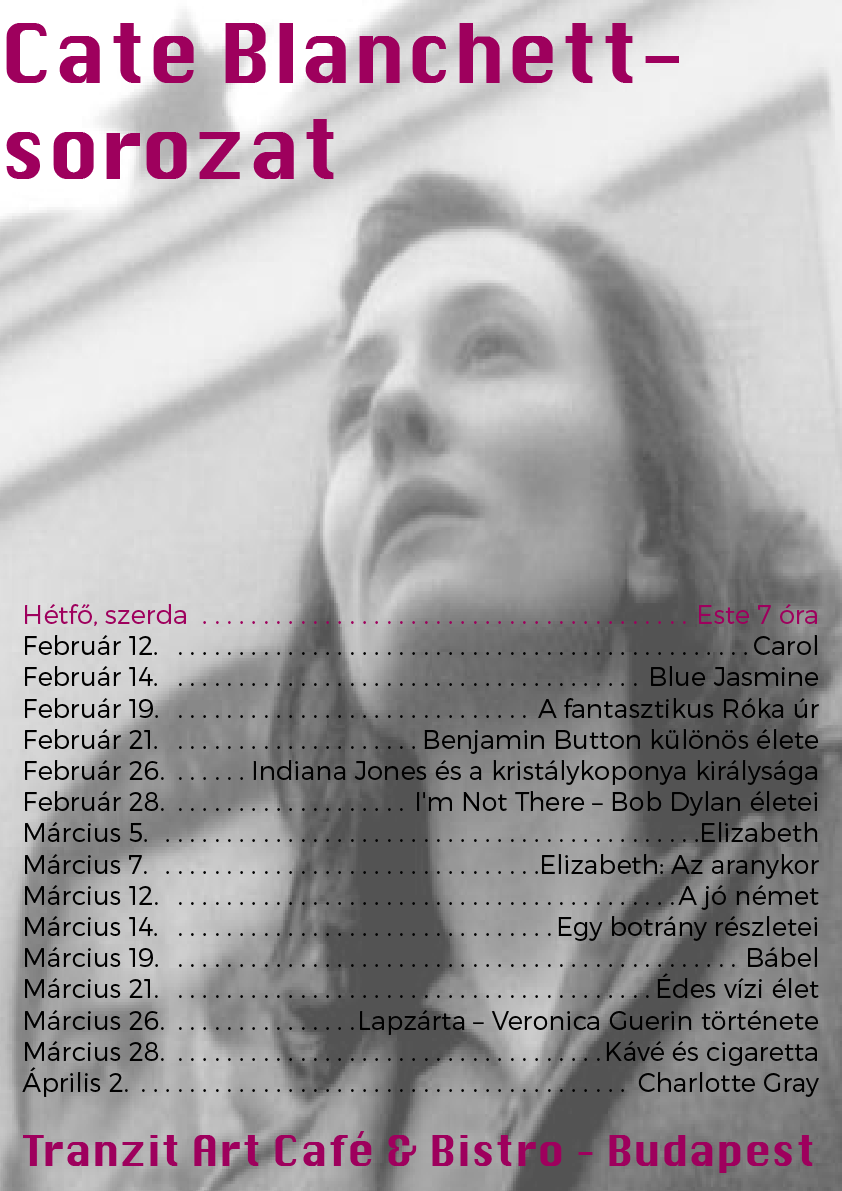 Cate Blanchett-
sorozat
Hétfő, szerda . . . . . . . . . . . . . . . . . . . . . . . . . . . . . . . . . . . . . . . . Este 7 óra
Február 12. . . . . . . . . . . . . . . . . . . . . . . . . . . . . . . . . . . . . . . . . . . . . . . . Carol
Február 14. . . . . . . . . . . . . . . . . . . . . . . . . . . . . . . . . . . . . . . Blue Jasmine
Február 19. . . . . . . . . . . . . . . . . . . . . . . . . . . . . . A fantasztikus Róka úr
Február 21. . . . . . . . . . . . . . . . . . . . . Benjamin Button különös élete
Február 26. . . . . . . Indiana Jones és a kristálykoponya királysága
Február 28. . . . . . . . . . . . . . . . . . . . I'm Not There – Bob Dylan életei
Március 5. . . . . . . . . . . . . . . . . . . . . . . . . . . . . . . . . . . . . . . . . . . . . Elizabeth
Március 7. . . . . . . . . . . . . . . . . . . . . . . . . . . . . . . . Elizabeth: Az aranykor
Március 12. . . . . . . . . . . . . . . . . . . . . . . . . . . . . . . . . . . . . . . . . . A jó német
Március 14. . . . . . . . . . . . . . . . . . . . . . . . . . . . . . . . Egy botrány részletei
Március 19. . . . . . . . . . . . . . . . . . . . . . . . . . . . . . . . . . . . . . . . . . . . . . . Bábel
Március 21. . . . . . . . . . . . . . . . . . . . . . . . . . . . . . . . . . . . . . . . Édes vízi élet
Március 26. . . . . . . . . . . . . . . . Lapzárta – Veronica Guerin története
Március 28. . . . . . . . . . . . . . . . . . . . . . . . . . . . . . . . . . . . Kávé és cigaretta
Április 2. . . . . . . . . . . . . . . . . . . . . . . . . . . . . . . . . . . . . . . . . Charlotte Gray
Tranzit Art Café & Bistro - Budapest